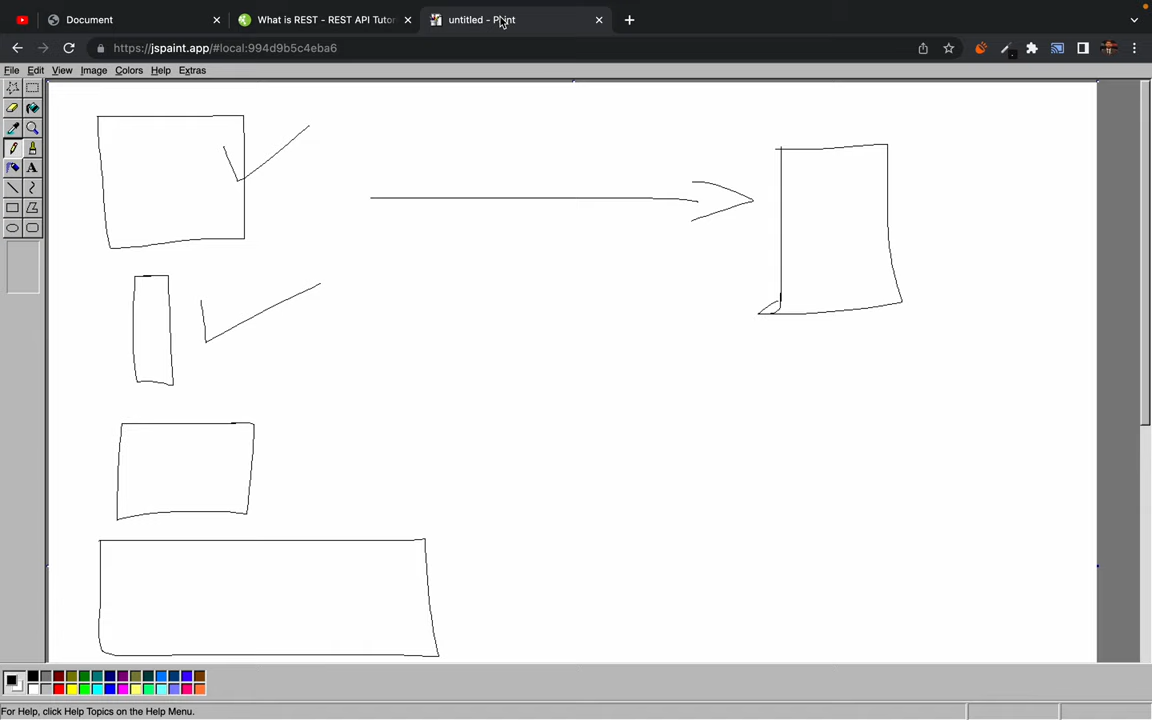 Document
What is REST - REST API Tutor
untitled - Paint
https://jspaint.app/#local:994d9b5c4eba6
File Edit View Image Colors Help Extras
A
For Help, click Help Topics on the Help Menu.